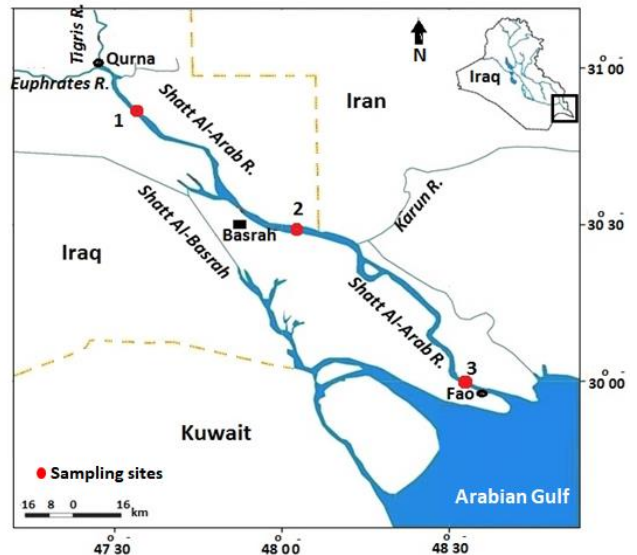 Tigris R.
Qurna
Euphrates R.
31 00
N
Iraq
Iran
1
Shatt Al-Arab R.
Karun R.
2
Basrah
30 30
Iraq
Shatt Al-Basrah
Shatt Al-Arab R.
3
30 00
Fao
Kuwait
Sampling sites
Arabian Gulf
16 8 0 16
km
47 30
48 00
48 30